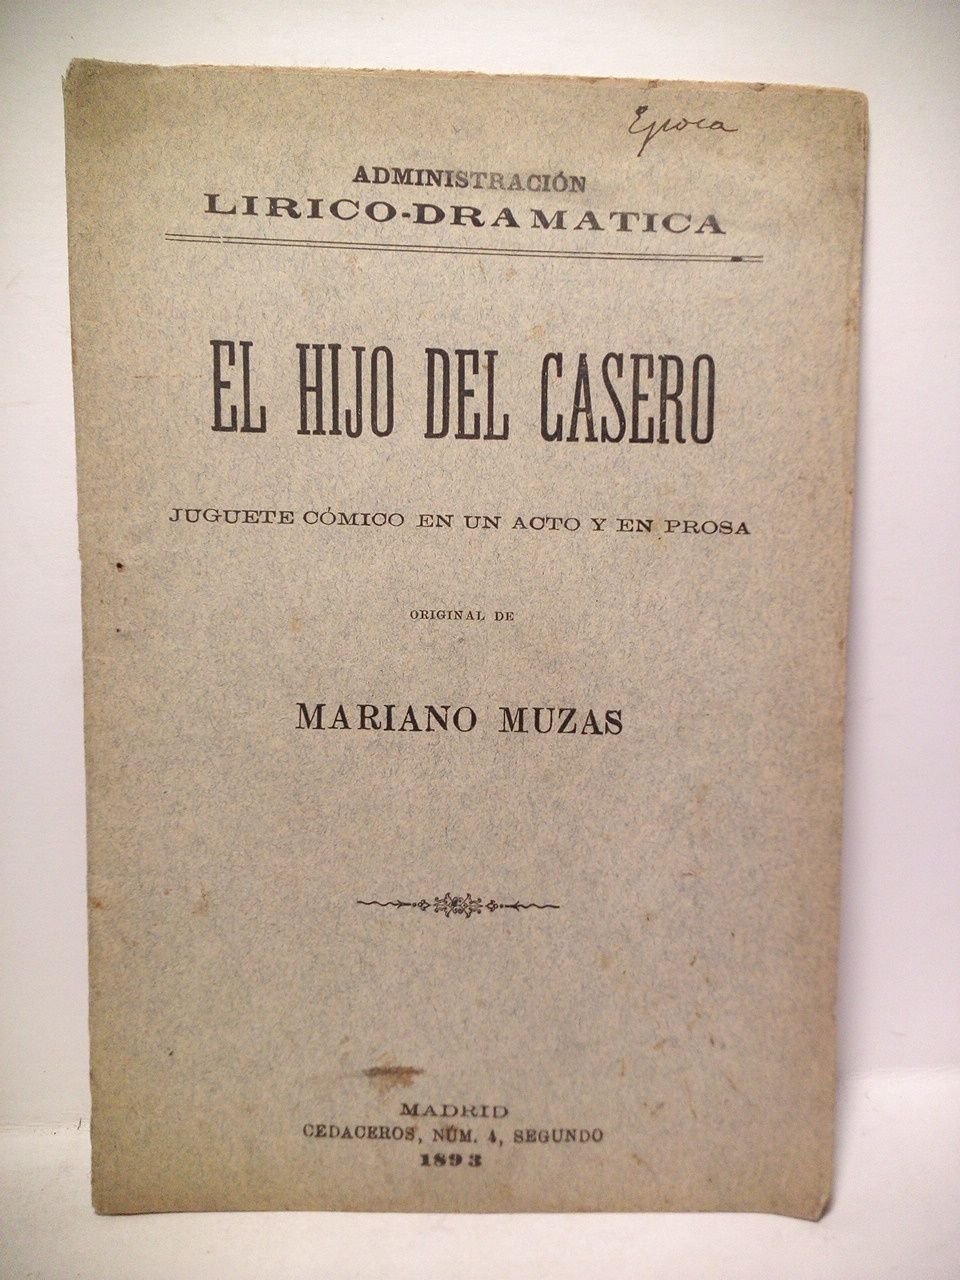 Epoca
ADMINISTRACIÓN
LIRICO-DRAMATICA
EL HIJO DEL CASERO
JUGUETE CÓMICO EN UN ACTO Y EN PROSA
ORIGINAL DE
MARIANO MUZAS
MADRID
CEDACEROS, NÚM. 4, SEGUNDO
1893